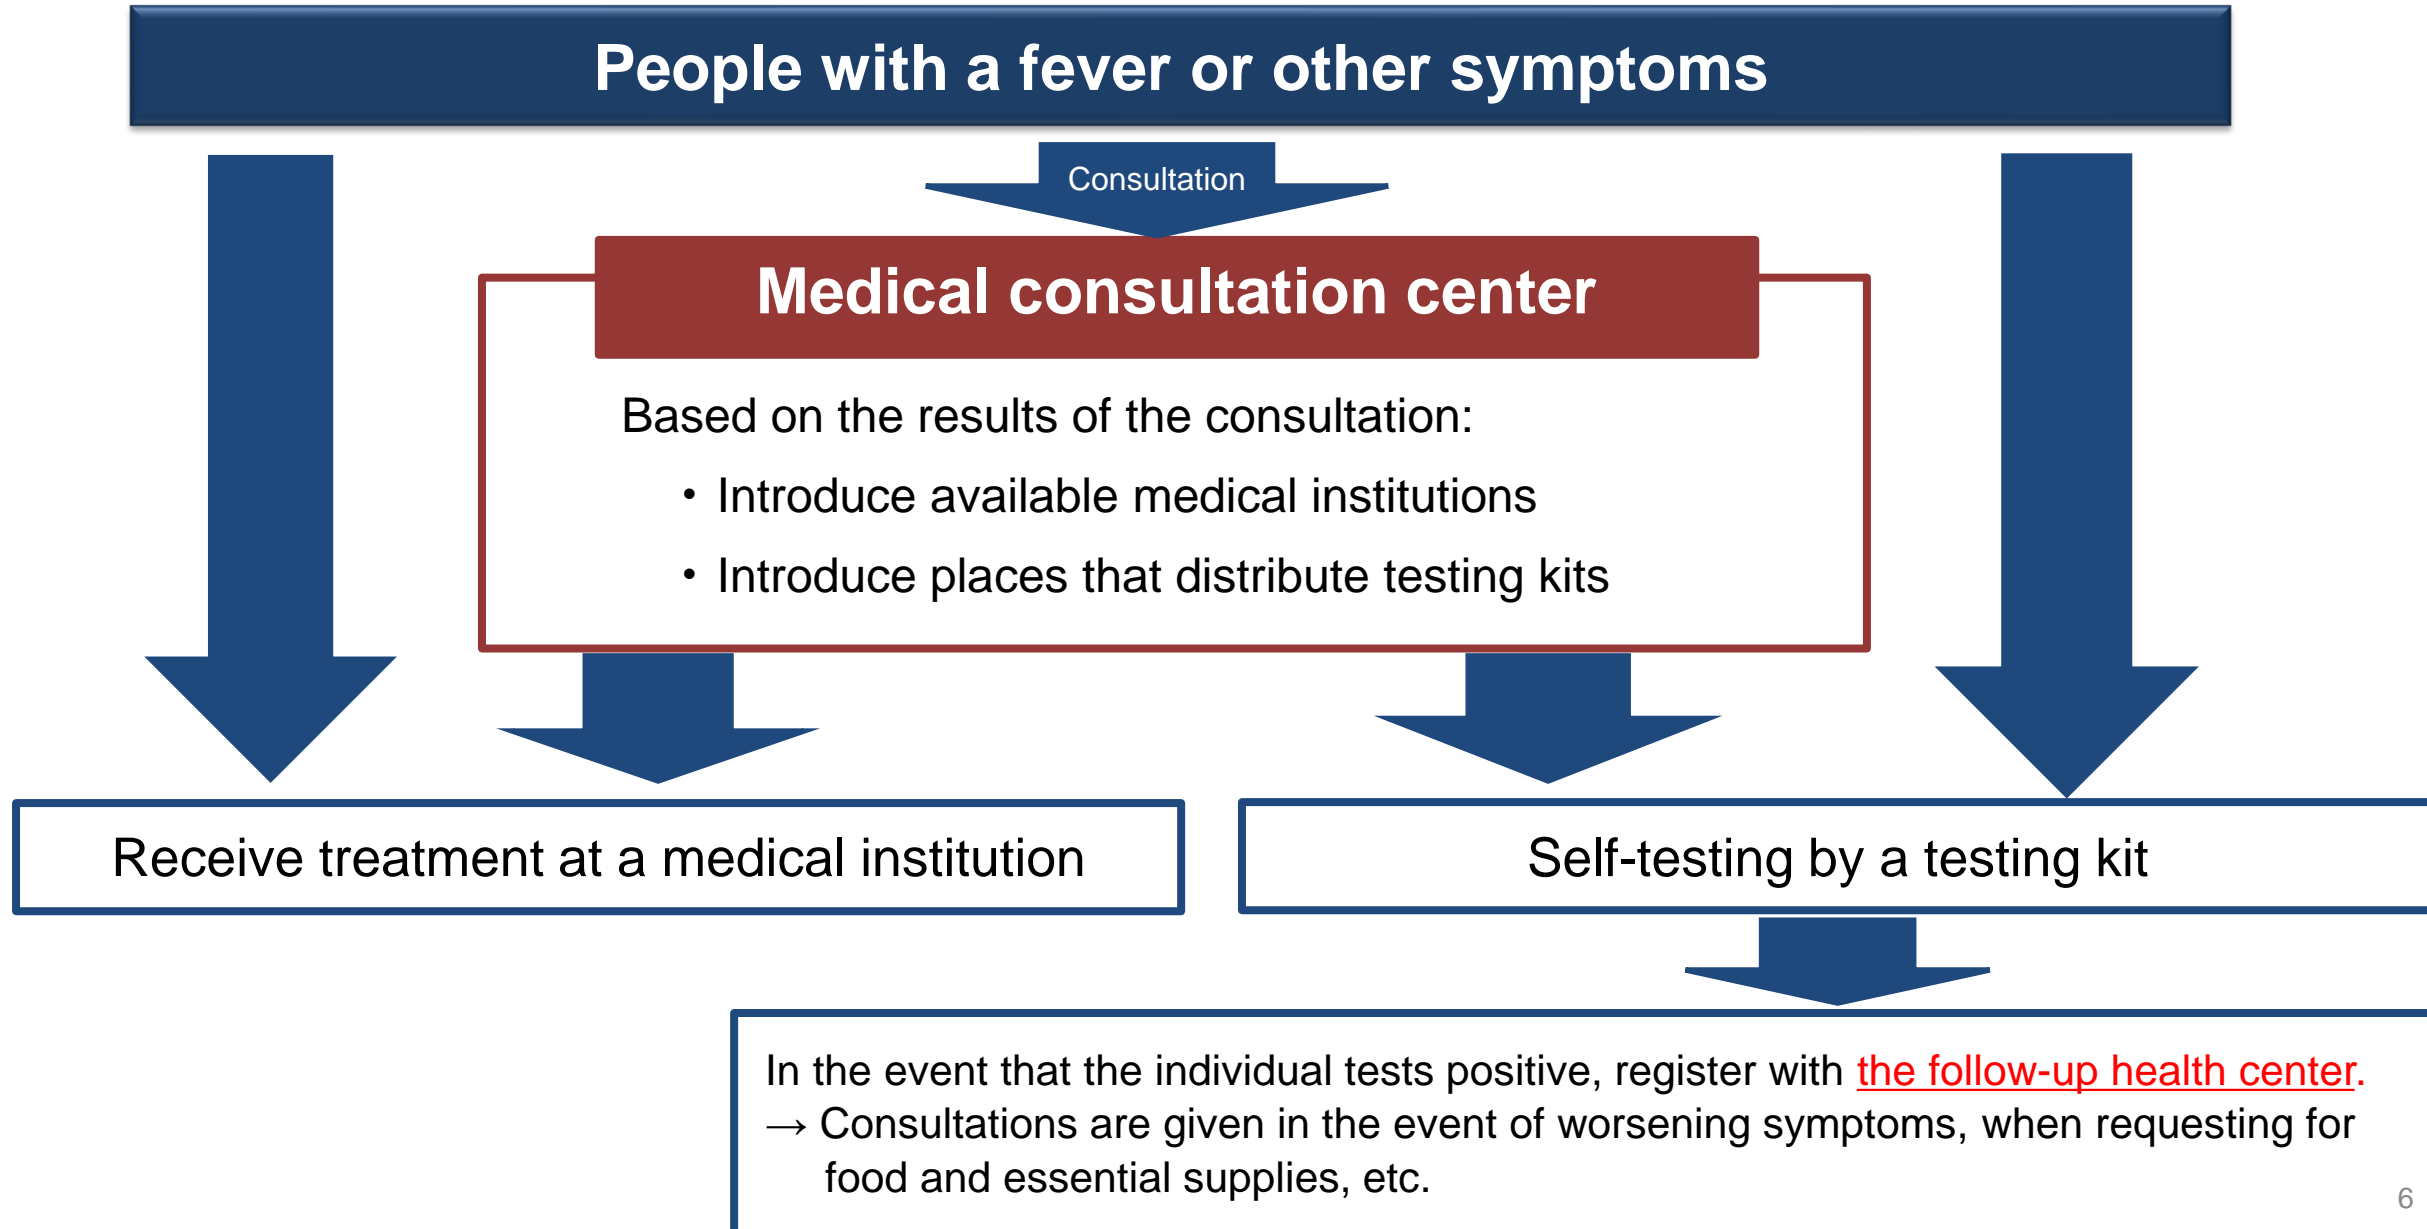 People with a fever or other symptoms
Consultation
Medical consultation center
Based on the results of the consultation:
・Introduce available medical institutions
・Introduce places that distribute testing kits
Receive treatment at a medical institution
Self-testing by a testing kit
In the event that the individual tests positive, register with the follow-up health center.
→ Consultations are given in the event of worsening symptoms, when requesting for
food and essential supplies, etc.
6